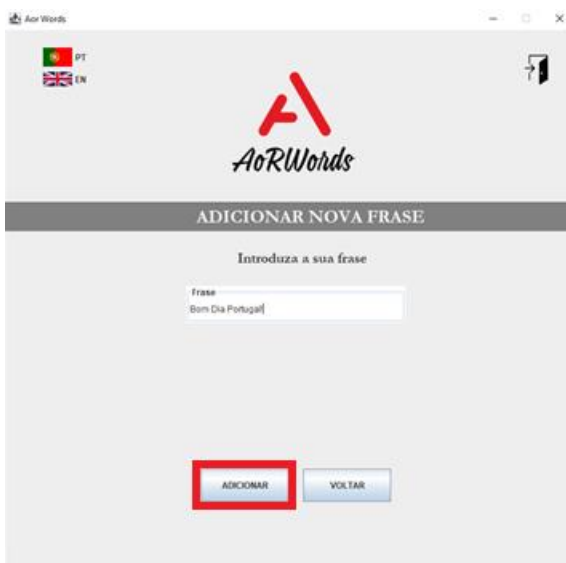 Aor Words
PT
EN
AoRWords
ADICIONAR NOVA FRASE
Introduza a sua frase
Frase
Bom Dia Portugal!
ADICIONAR
VOLTAR